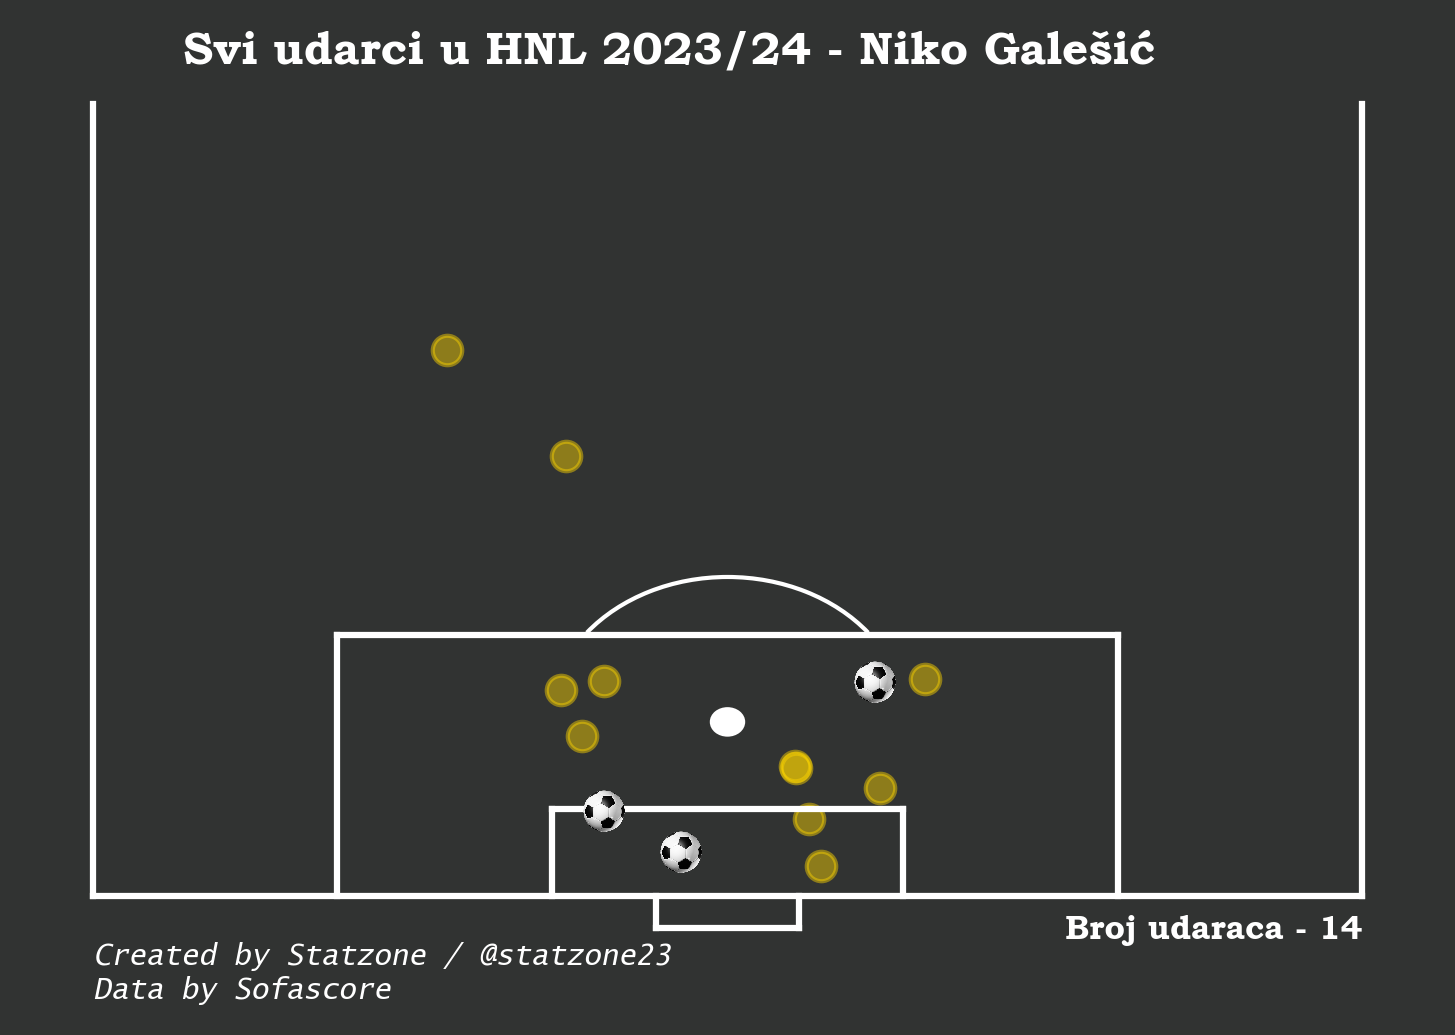 Svi udarci u HNL 2023/24 - Niko Galešić
Broj udaraca - 14
Created by Statzone / @statzone23
Data by Sofascore